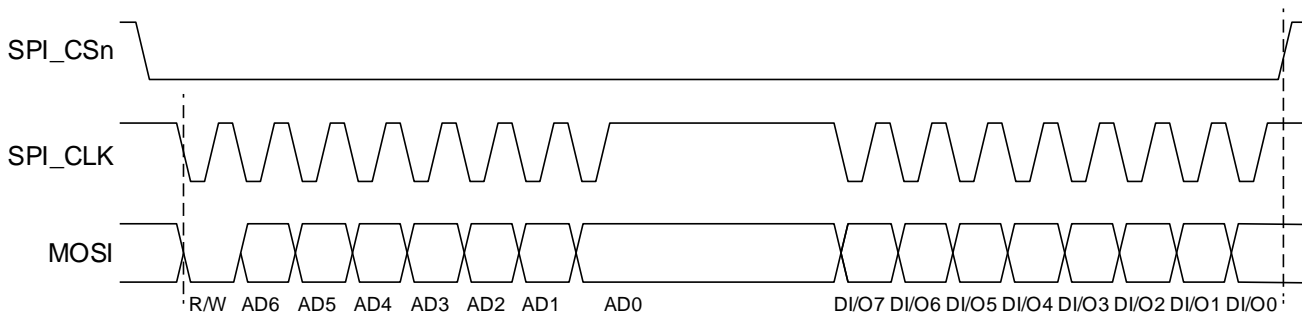 SPI_CSn
SPI_CLK
MOSI
R/W AD6 AD5 AD4 AD3 AD2 AD1 AD0 DI/O7 DI/O6 DI/O5 DI/O4 DI/O3 DI/O2 DI/O1 DI/O0